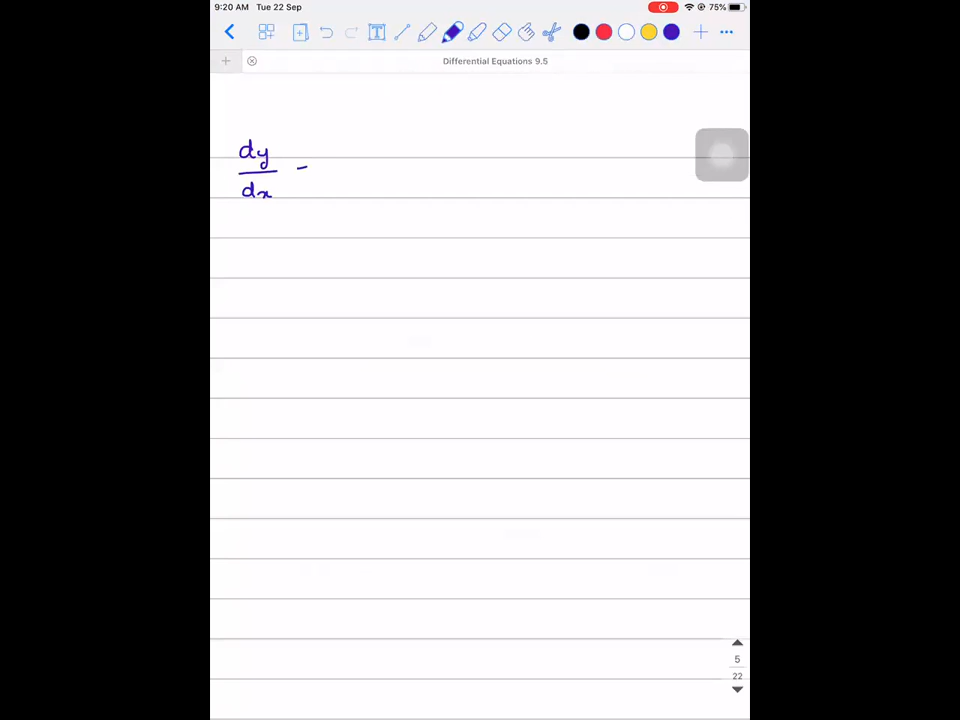 9:20 AM Tue 22 Sep 75%
Differential Equations 9.5
dy
dx -
5
22